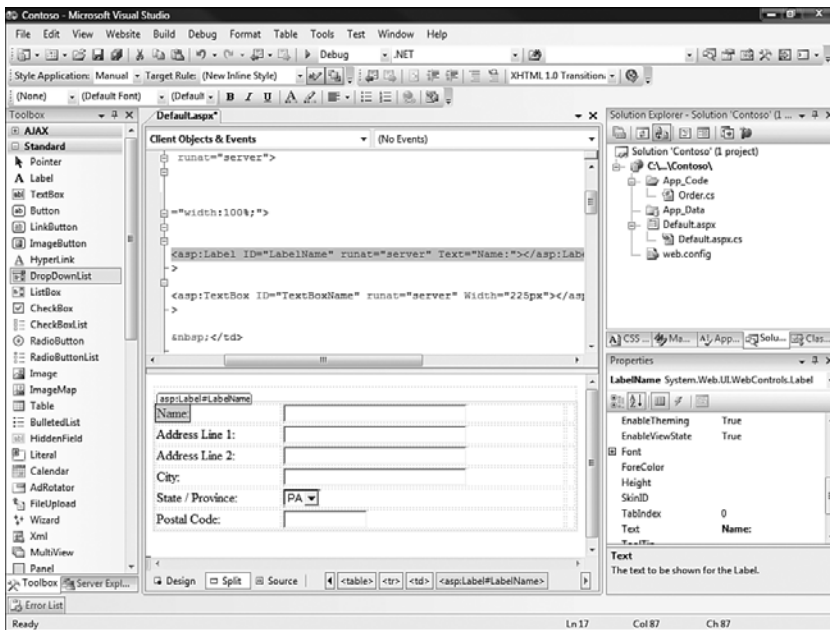 Contoso - Microsoft Visual Studio
File Edit View Website Build Debug Format Table Tools Test Window Help
Debug .NET
Style Application: Manual Target Rule: (New Inline Style) XHTML 1.0 Transition
(None) (Default Font) (Default B I U A
Toolbox
AJAX
Standard
Pointer
A Label
abl TextBox
ab Button
LinkButton
ImageButton
A HyperLink
DropDownList
ListBox
CheckBox
CheckBoxList
RadioButton
RadioButtonList
Image
ImageMap
Table
BulletedList
HiddenField
Literal
Calendar
AdRotator
FileUpload
Wizard
Xml
MultiView
Panel
Toolbox Server Expl...
Default.aspx*
Client Objects & Events (No Events)
runat="server">
="width:100%;">
<asp:Label ID="LabelName" runat="server" Text="Name:"></asp:Labe
>
<asp:TextBox ID="TextBoxName" runat="server" Width="225px"></asp
>
&nbsp;</td>
asp:Label#LabelName
Name:
Address Line 1:
Address Line 2:
City:
State / Province: PA
Postal Code:
Design Split Source <table> <tr> <td> <asp:Label#LabelName>
Solution Explorer - Solution 'Contoso' (1 ...
Solution 'Contoso' (1 project)
C:\...\Contoso\
App_Code
Order.cs
App_Data
Default.aspx
Default.aspx.cs
web.config
CSS ... Ma... App... Solu... Clas...
Properties
LabelName System.Web.UI.WebControls.Label
EnableTheming True
EnableViewState True
Font
ForeColor
Height
SkinID
TabIndex 0
Text Name:
ToolTip
Text
The text to be shown for the Label.
Error List
Ready Ln 17 Col 87 Ch 87